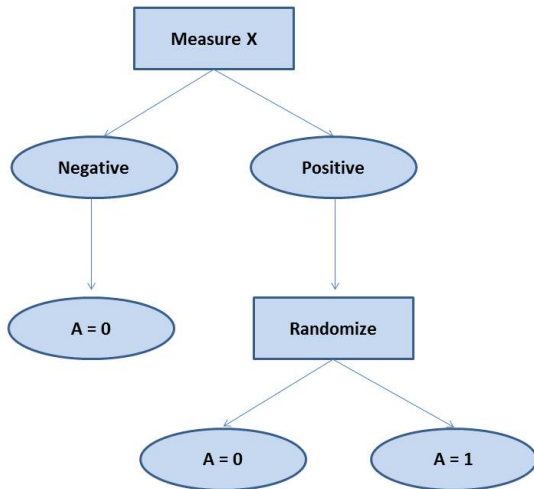 Measure X
Negative
Positive
A = 0
Randomize
A = 0
A = 1